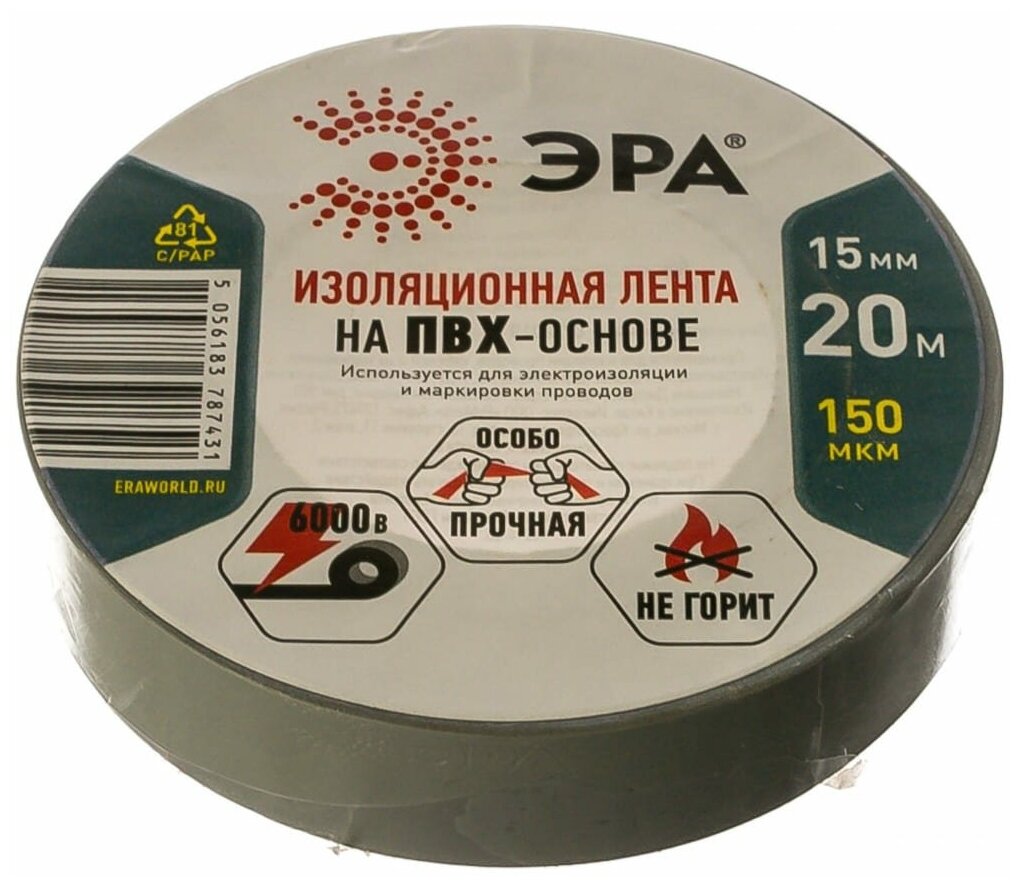 ЭРА®
81
C/PAP
15 мм
20 м
150
мкм
ИЗОЛЯЦИОННАЯ ЛЕНТА
НА ПВХ-ОСНОВЕ
Используется для электроизоляции
и маркировки проводов
5 056183 787431
ERAWORLD.RU
6000 В
ОСОБО
ПРОЧНАЯ
НЕ ГОРИТ